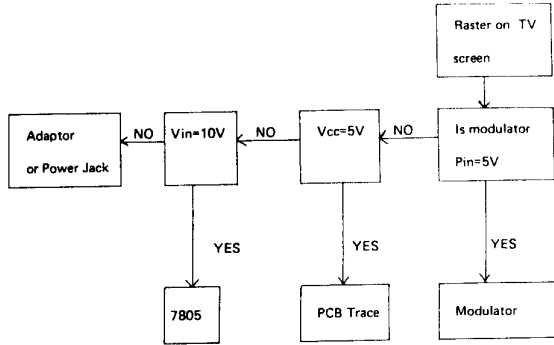 Raster on TV
screen
Is modulator
Pin=5V
NO
Vcc=5V
NO
Vin=10V
NO
Adaptor
or Power Jack
YES
YES
YES
7805
PCB Trace
Modulator